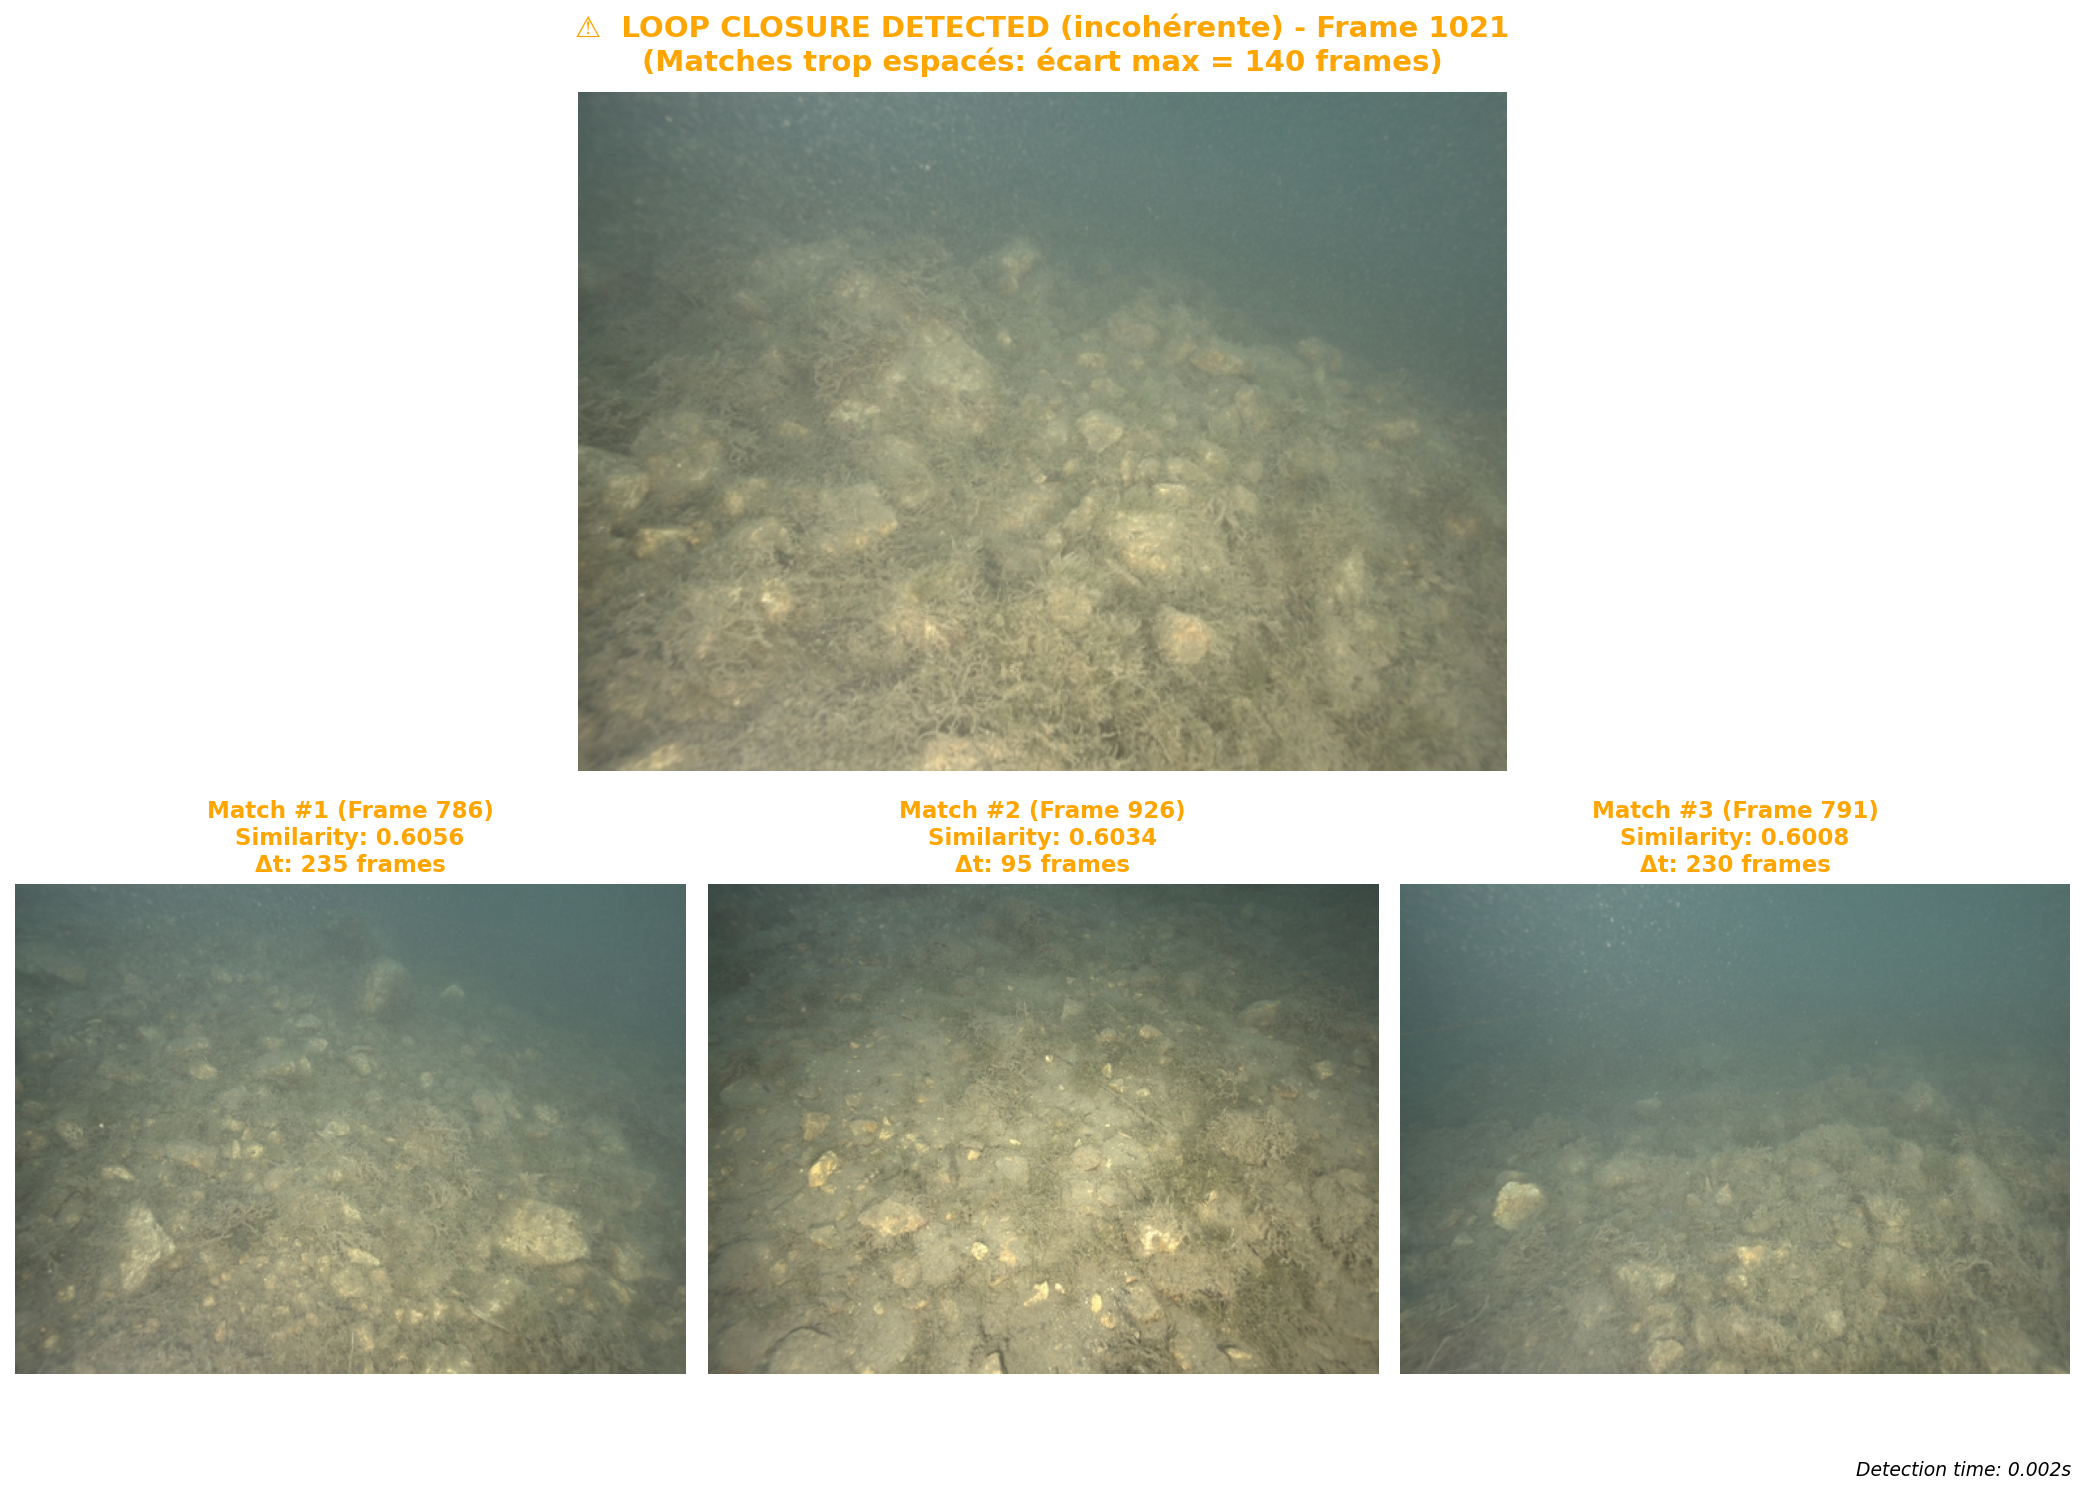 ⚠ LOOP CLOSURE DETECTED (incohérente) - Frame 1021
(Matches trop espacés: écart max = 140 frames)
Match #1 (Frame 786)
Similarity: 0.6056
Δt: 235 frames
Match #2 (Frame 926)
Similarity: 0.6034
Δt: 95 frames
Match #3 (Frame 791)
Similarity: 0.6008
Δt: 230 frames
Detection time: 0.002s